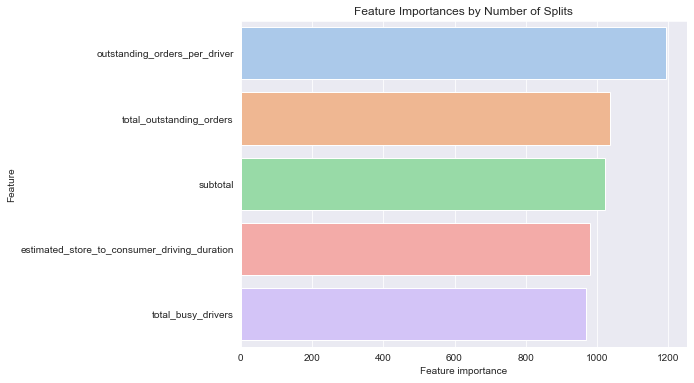 Feature Importances by Number of Splits
Feature
outstanding_orders_per_driver
total_outstanding_orders
subtotal
estimated_store_to_consumer_driving_duration
total_busy_drivers
0 200 400 600 800 1000 1200
Feature importance